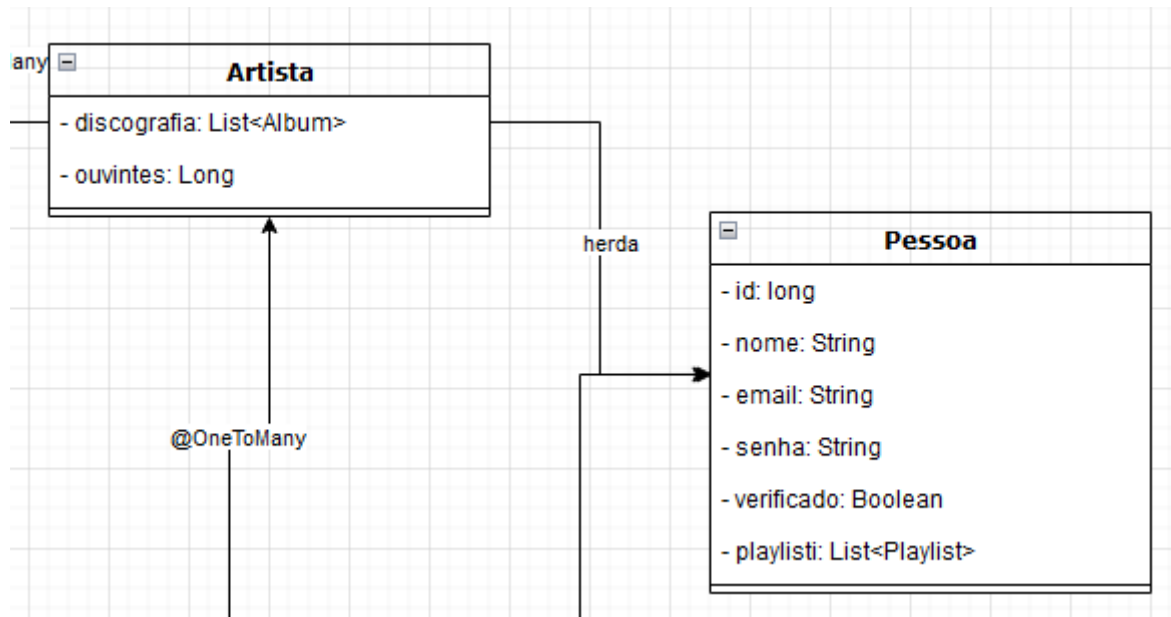 any
Artista
- discografia: List<Album>
- ouvintes: Long
herda
Pessoa
- id: long
- nome: String
- email: String
- senha: String
- verificado: Boolean
- playlisti: List<Playlist>
@OneToMany